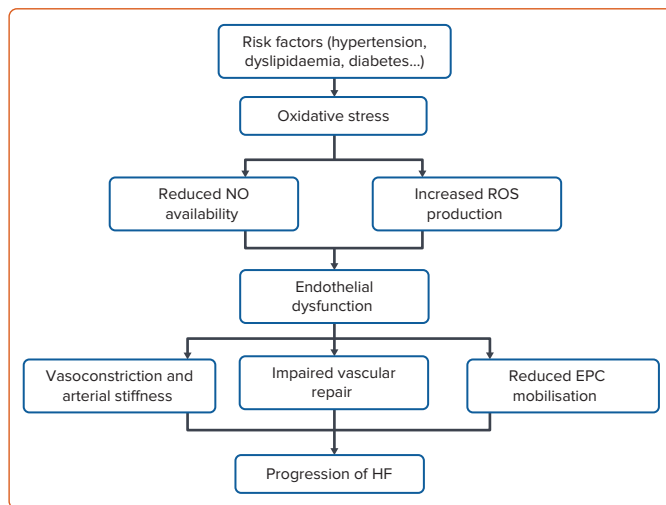 Risk factors (hypertension,
dyslipidaemia, diabetes...)
Oxidative stress
Reduced NO
availability
Increased ROS
production
Endothelial
dysfunction
Vasoconstriction and
arterial stiffness
Impaired vascular
repair
Reduced EPC
mobilisation
Progression of HF